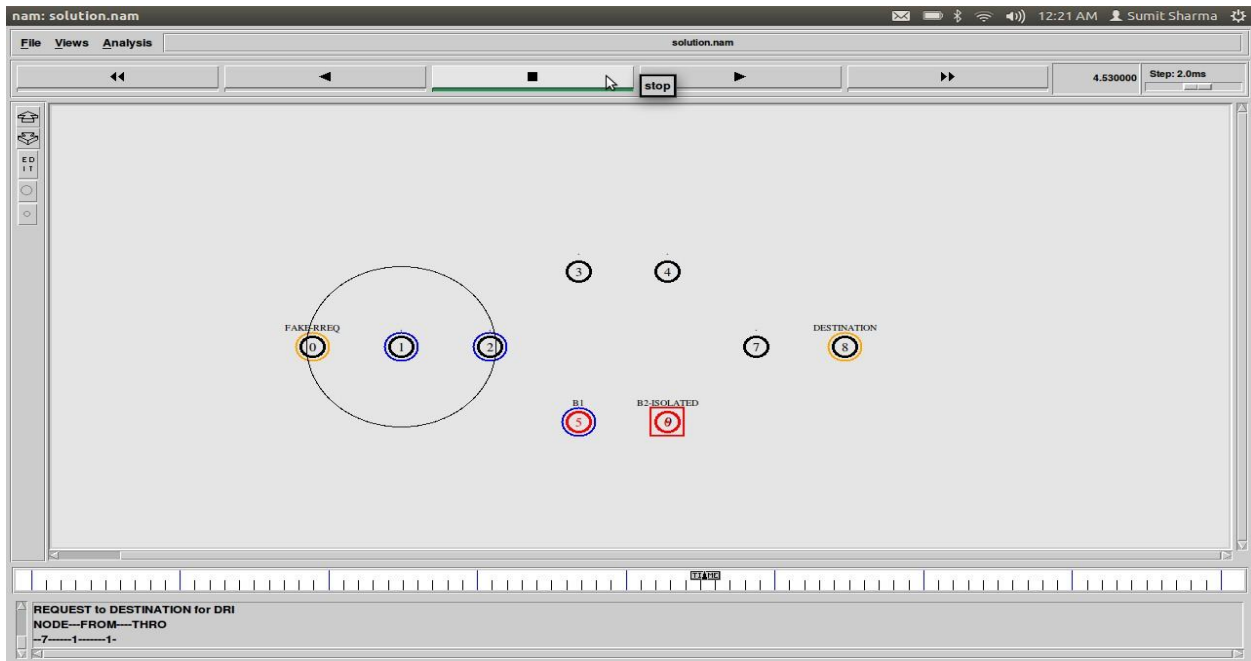 nam: solution.nam
12:21 AM Sumit Sharma
File Views Analysis
solution.nam
4.530000 Step: 2.0ms
stop
E D
I T
3
4
FAKE-RREQ
DESTINATION
0
1
2
7
8
B1
B2-ISOLATED
5
TIME
REQUEST to DESTINATION for DRI
NODE---FROM----THRO
--7------1-------1-